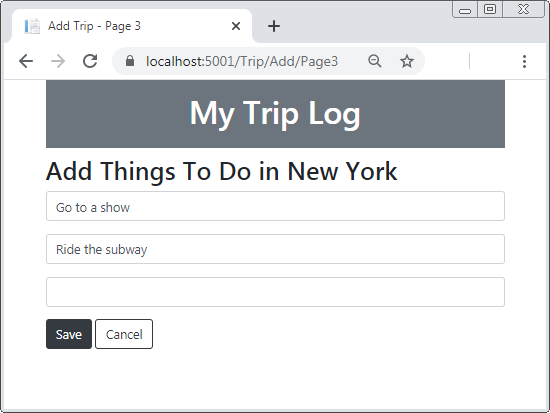 Add Trip - Page 3
localhost:5001/Trip/Add/Page3
My Trip Log
Add Things To Do in New York
Go to a show
Ride the subway
Save Cancel